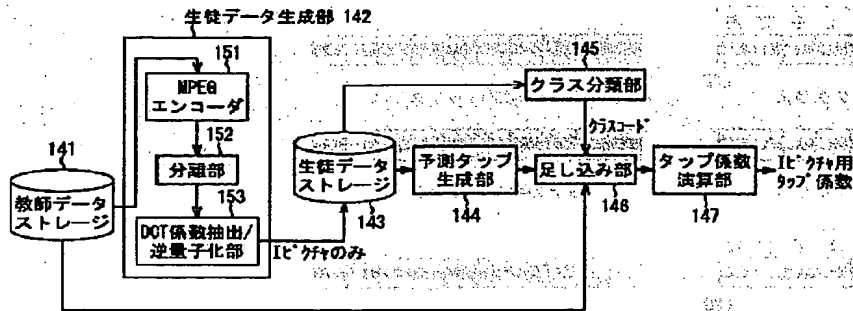 生徒データ生成部 142
151
MPEG
エンコーダ
152
分離部
153
DCT係数抽出/
逆量子化部
141
教師データ
ストレージ
Iピクチャのみ
生徒データ
ストレージ
143
145
クラス分類部
クラスコード
予測タップ
生成部
144
足し込み部
146
タップ係数
演算部
147
Iピクチャ用
タップ係数